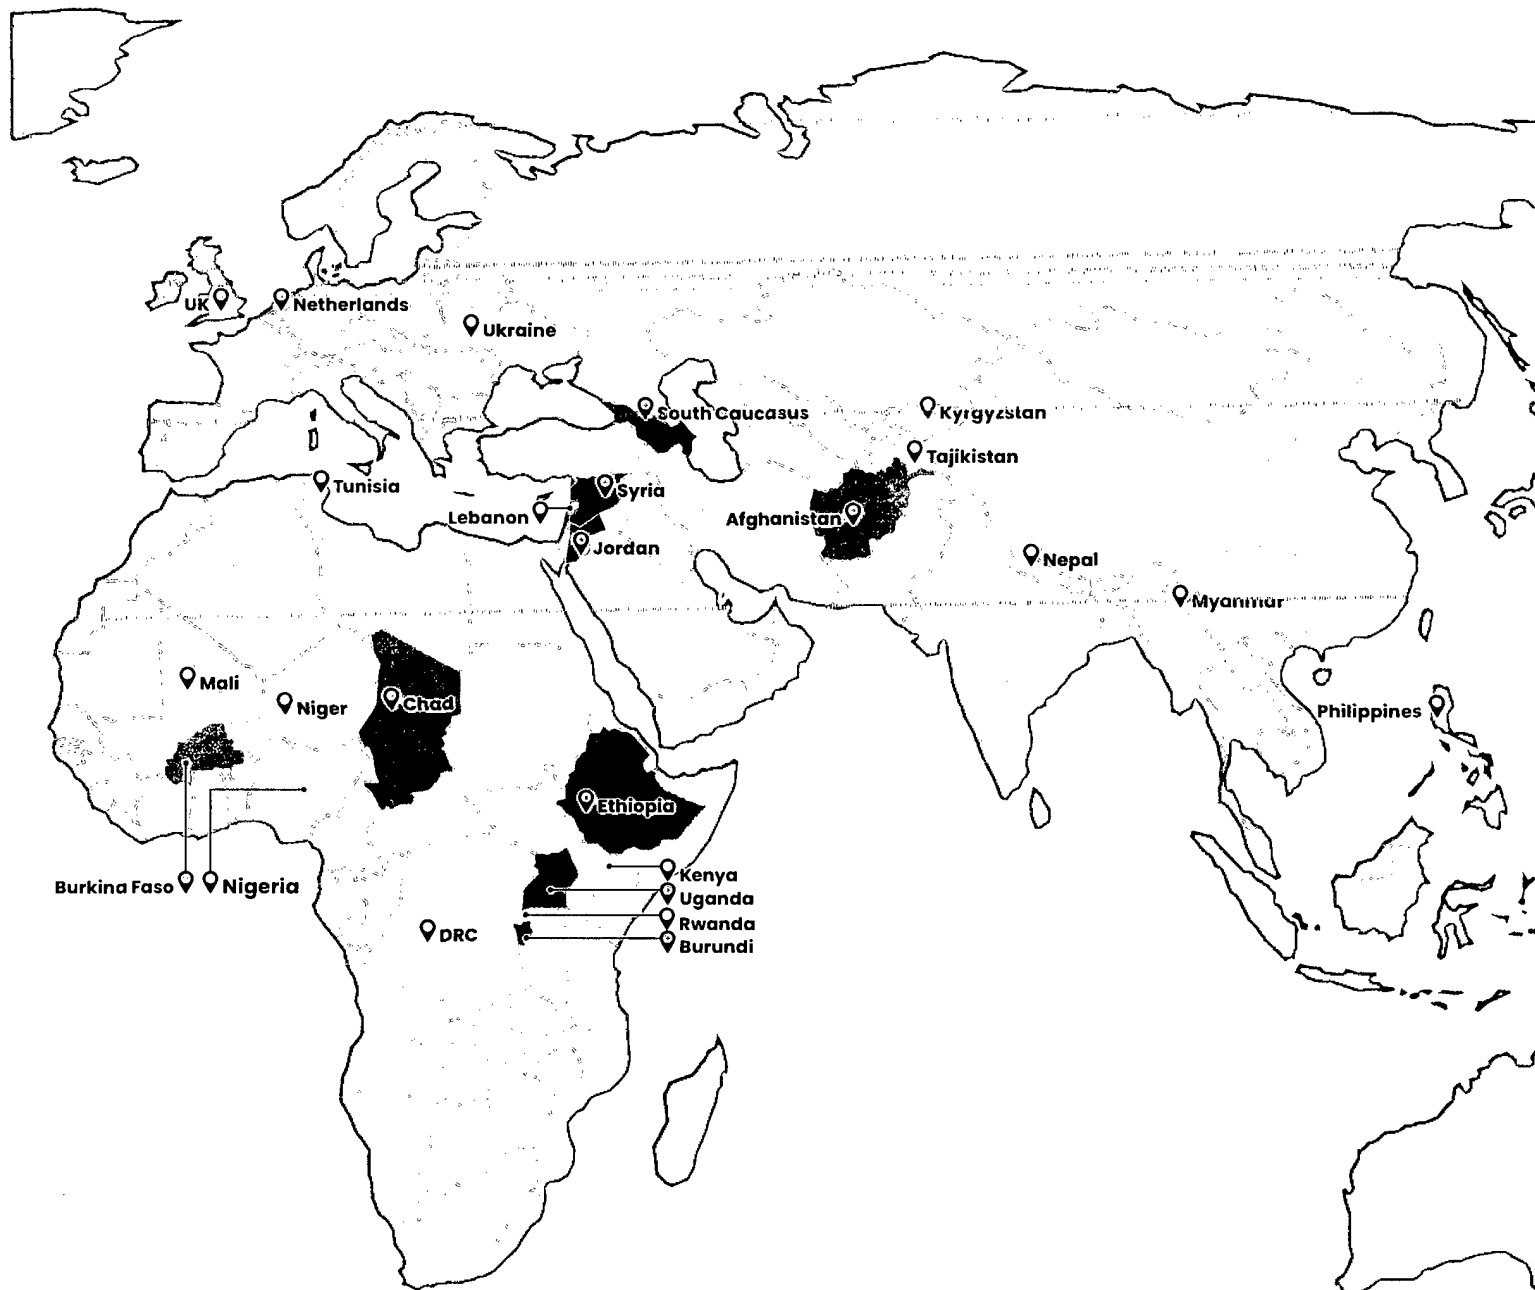 UK
Netherlands
Ukraine
South Caucasus
Kyrgyzstan
Tajikistan
Tunisia
Syria
Lebanon
Afghanistan
Jordan
Nepal
Myanmar
Mali
Niger
Chad
Philippines
Ethiopia
Burkina Faso
Nigeria
Kenya
Uganda
Rwanda
DRC
Burundi